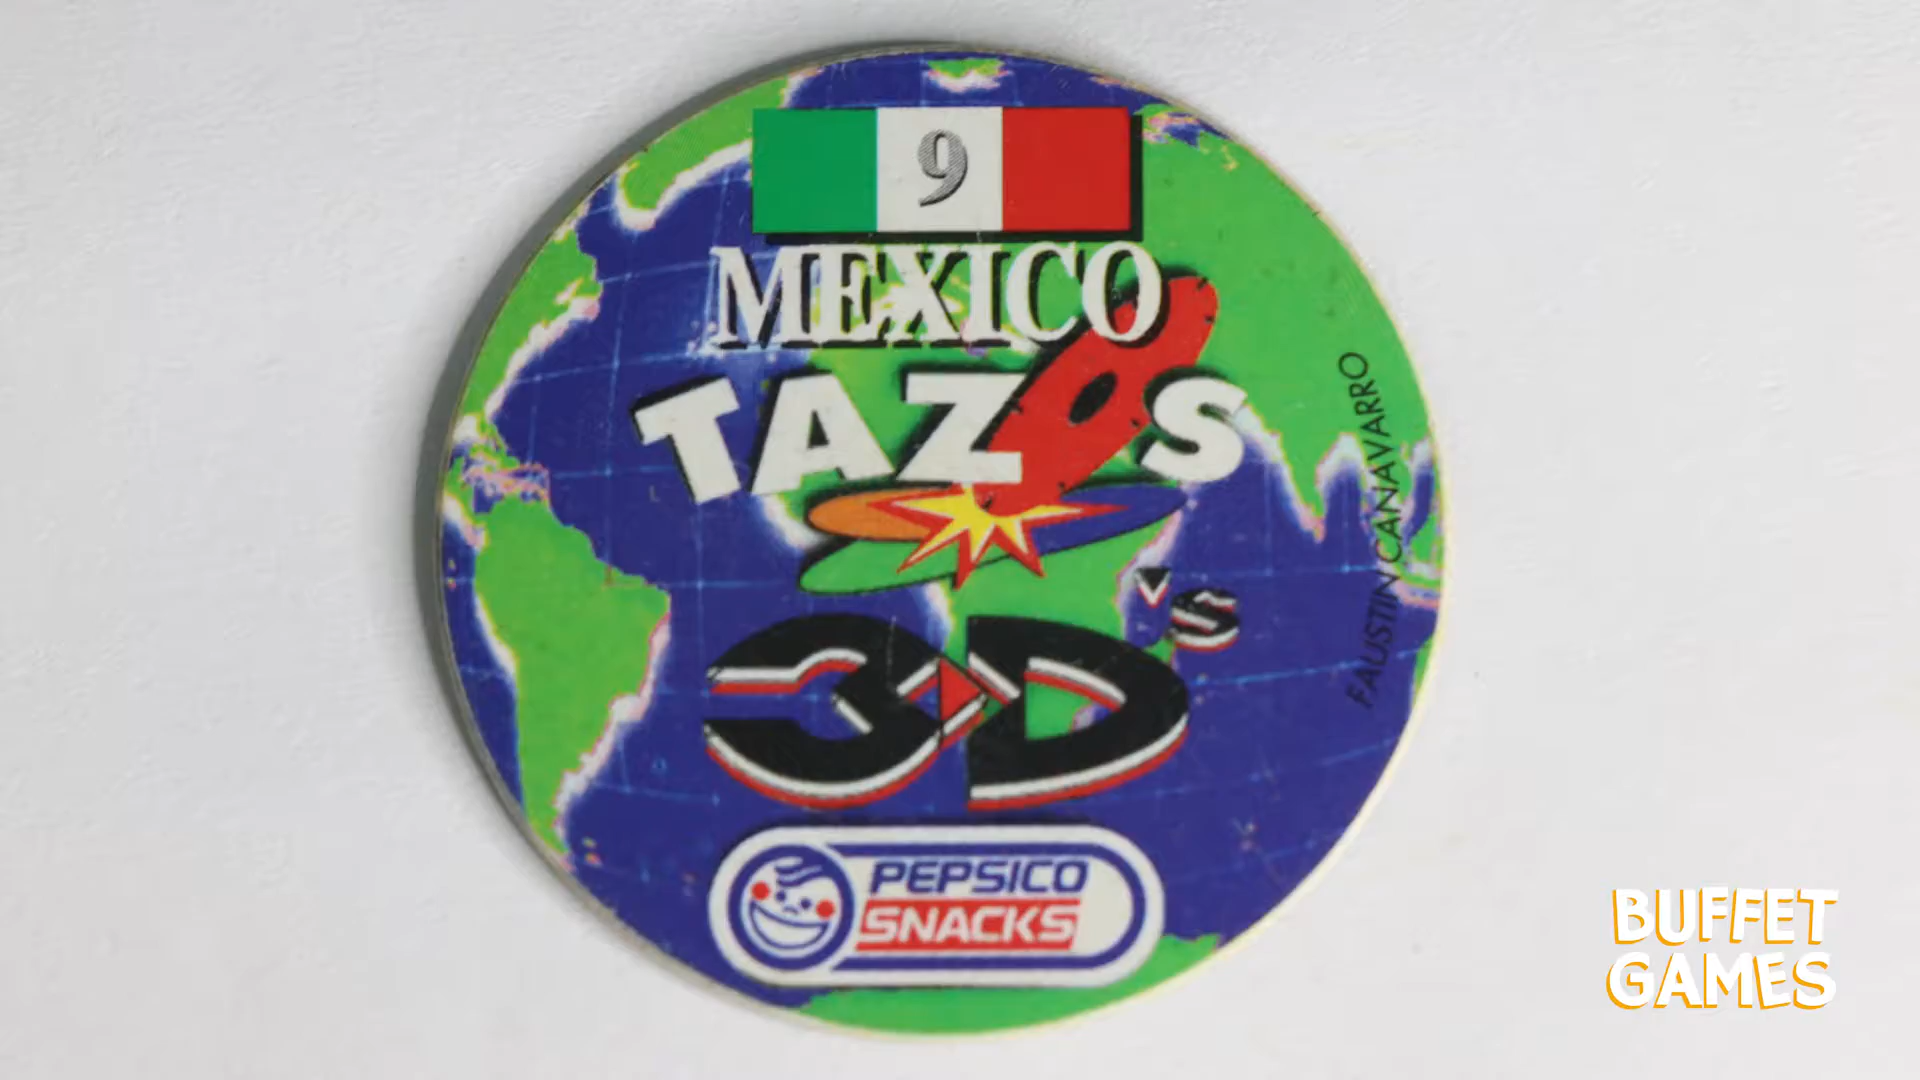 9
MEXICO
TAZOS
3D's
PEPSICO
SNACKS
FAUSTINCANAVARRO
BUFFET
GAMES